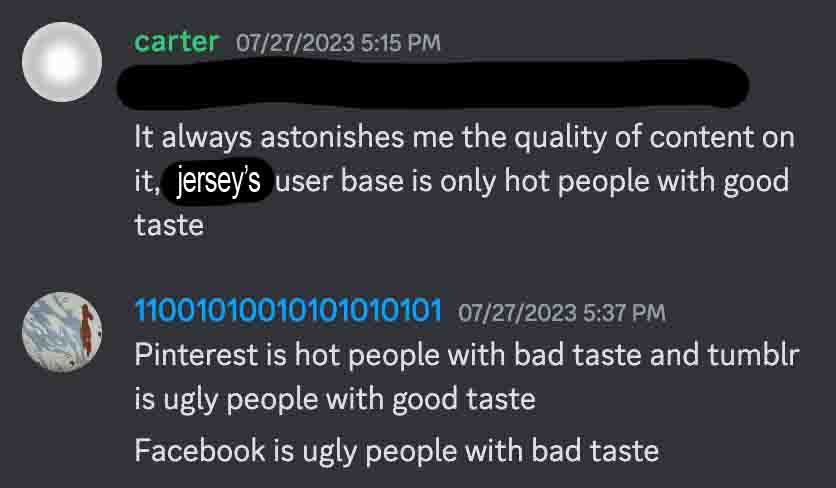 carter 07/27/2023 5:15 PM
It always astonishes me the quality of content on
it, jersey's user base is only hot people with good
taste
11001010010101010101 07/27/2023 5:37 PM
Pinterest is hot people with bad taste and tumblr
is ugly people with good taste
Facebook is ugly people with bad taste